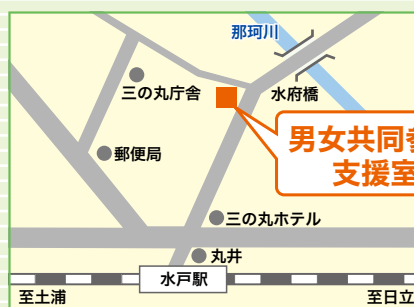 那珂川
三の丸庁舎
水府橋
男女共同参
支援室
郵便局
三の丸ホテル
丸井
水戸駅
至土浦
至日立